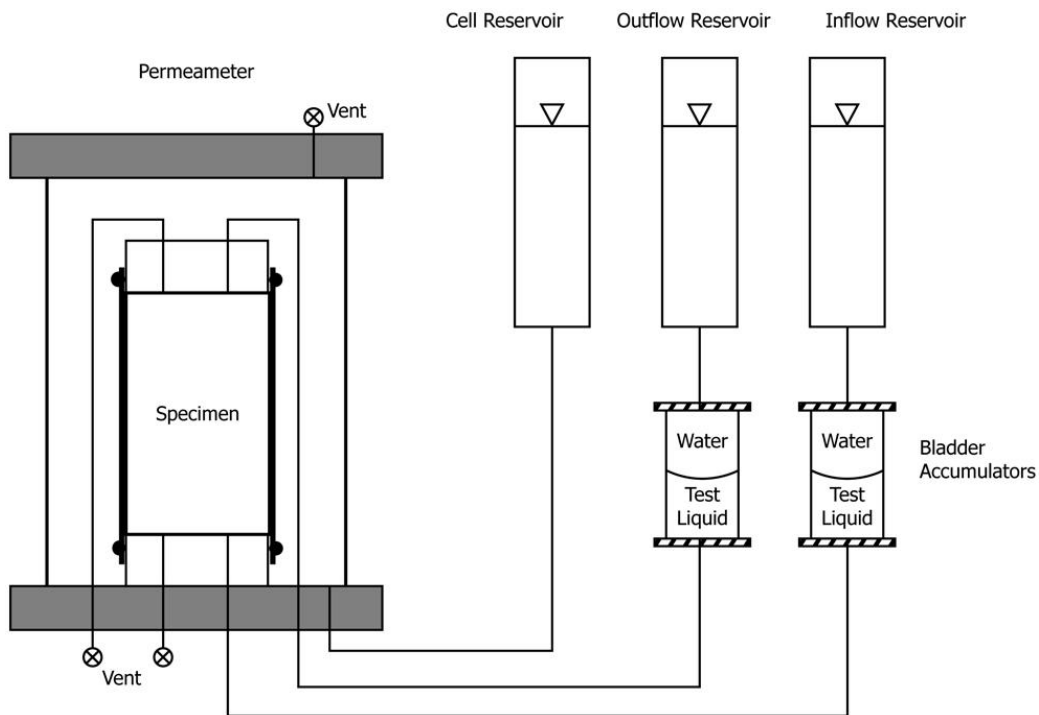 Cell Reservoir
Outflow Reservoir
Inflow Reservoir
Permeameter
Vent
Specimen
Water
Test
Liquid
Water
Test
Liquid
Bladder
Accumulators
Vent